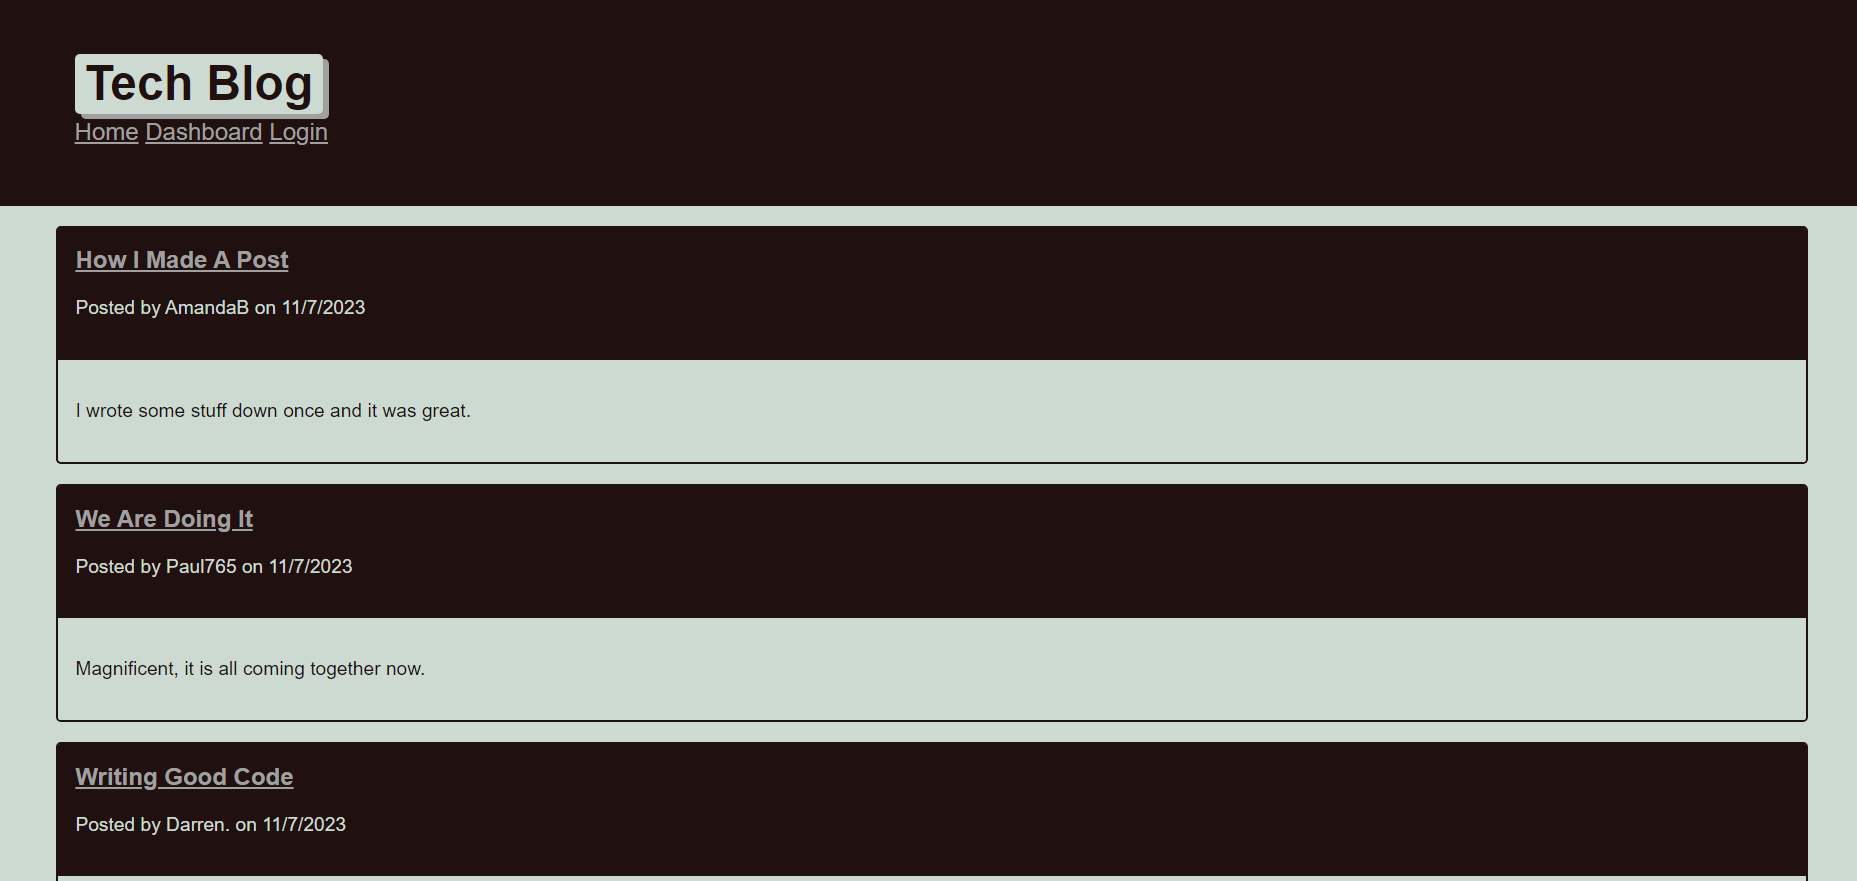 Tech Blog
Home Dashboard Login
How I Made A Post
Posted by AmandaB on 11/7/2023
I wrote some stuff down once and it was great.
We Are Doing It
Posted by Paul765 on 11/7/2023
Magnificent, it is all coming together now.
Writing Good Code
Posted by Darren. on 11/7/2023